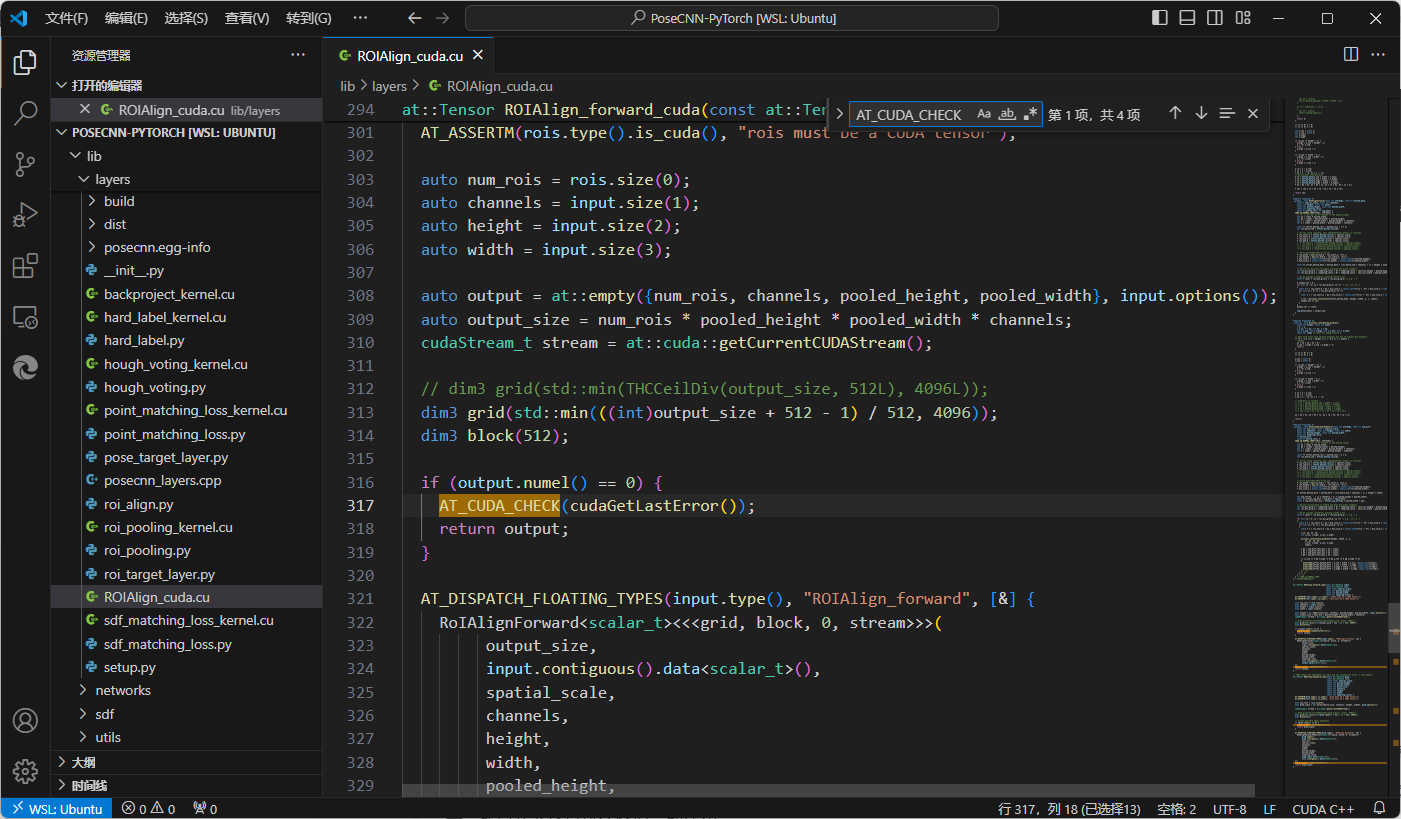 文件(F) 编辑(E) 选择(S) 查看(V) 转到(G) ··· PoseCNN-PyTorch [WSL: Ubuntu]
资源管理器 ···
打开的编辑器
ROIAlign_cuda.cu lib/layers
POSECNN-PYTORCH [WSL: UBUNTU]
lib
layers
build
dist
posecnn.egg-info
__init__.py
backproject_kernel.cu
hard_label_kernel.cu
hard_label.py
hough_voting_kernel.cu
hough_voting.py
point_matching_loss_kernel.cu
point_matching_loss.py
pose_target_layer.py
posecnn_layers.cpp
roi_align.py
roi_pooling_kernel.cu
roi_pooling.py
roi_target_layer.py
ROIAlign_cuda.cu
sdf_matching_loss_kernel.cu
sdf_matching_loss.py
setup.py
networks
sdf
utils
大纲
时间线
ROIAlign_cuda.cu
lib > layers > ROIAlign_cuda.cu
AT_CUDA_CHECK Aa ab .* 第 1 项，共 4 项
294 at::Tensor ROIAlign_forward_cuda(const at::Ter
301 AT_ASSERTM(rois.type().is_cuda(), "rois must be a CUDA tensor");
302
303 auto num_rois = rois.size(0);
304 auto channels = input.size(1);
305 auto height = input.size(2);
306 auto width = input.size(3);
307
308 auto output = at::empty({num_rois, channels, pooled_height, pooled_width}, input.options());
309 auto output_size = num_rois * pooled_height * pooled_width * channels;
310 cudaStream_t stream = at::cuda::getCurrentCUDAStream();
311
312 // dim3 grid(std::min(THCCeilDiv(output_size, 512L), 4096L));
313 dim3 grid(std::min(((int)output_size + 512 - 1) / 512, 4096));
314 dim3 block(512);
315
316 if (output.numel() == 0) {
317 AT_CUDA_CHECK(cudaGetLastError());
318 return output;
319 }
320
321 AT_DISPATCH_FLOATING_TYPES(input.type(), "ROIAlign_forward", [&] {
322 RoIAlignForward<scalar_t><<<grid, block, 0, stream>>>(
323 output_size,
324 input.contiguous().data<scalar_t>(),
325 spatial_scale,
326 channels,
327 height,
328 width,
329 pooled_height,
WSL: Ubuntu 0 0 0 行 317，列 18 (已选择13) 空格: 2 UTF-8 LF CUDA C++